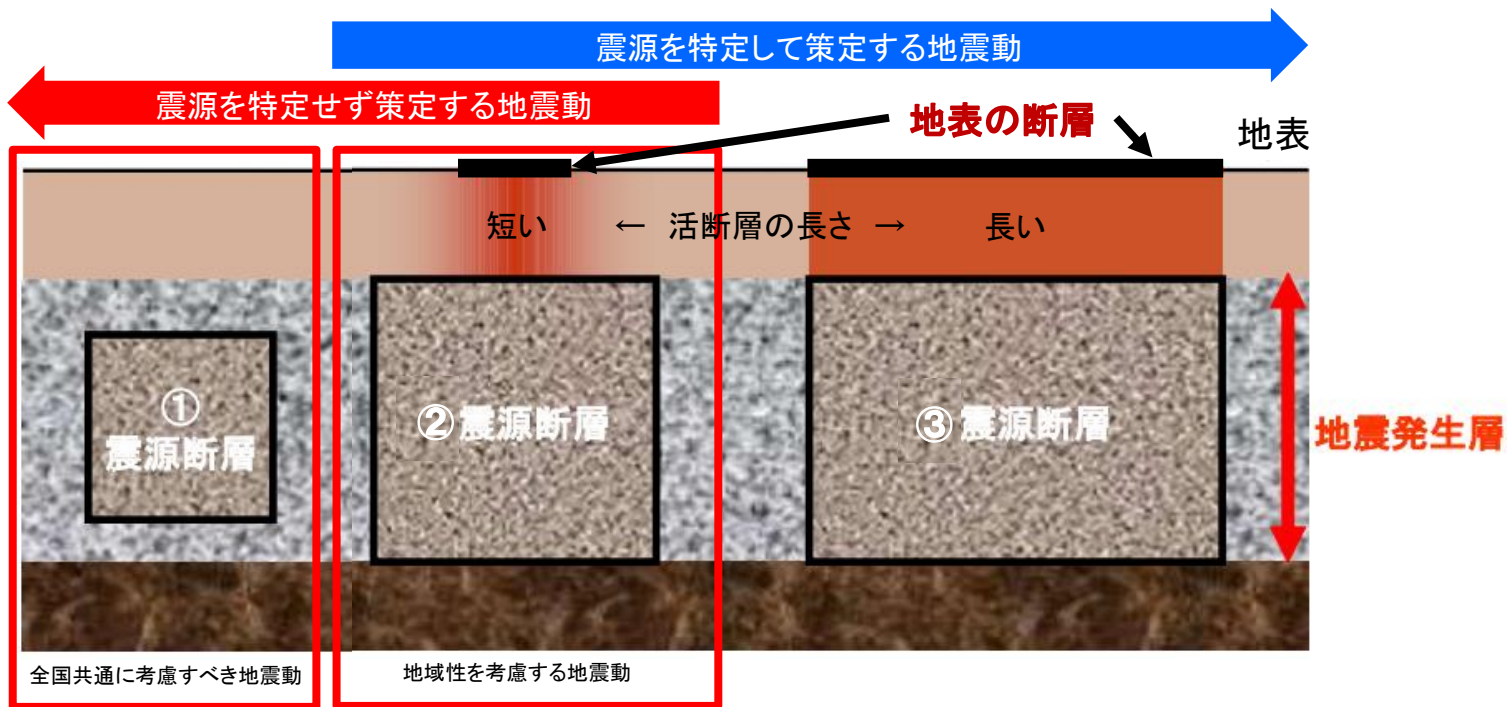 震源を特定して策定する地震動
震源を特定せず策定する地震動
地表の断層
地表
短い ← 活断層の長さ → 長い
①
震源断層
②震源断層
③震源断層
地震発生層
全国共通に考慮すべき地震動
地域性を考慮する地震動